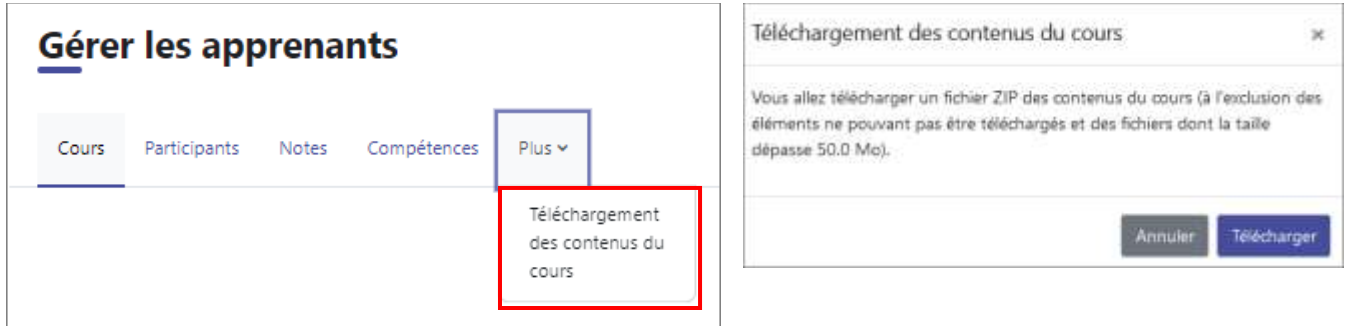 Gérer les apprenants
Cours Participants Notes Compétences Plus
Téléchargement
des contenus du
cours
Téléchargement des contenus du cours ×
Vous allez télécharger un fichier ZIP des contenus du cours (à l'exclusion des
éléments ne pouvant pas être téléchargés et des fichiers dont la taille
dépasse 50.0 Mo).
Annuler Télécharger